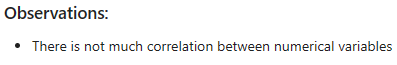 Observations:
• There is not much correlation between numerical variables